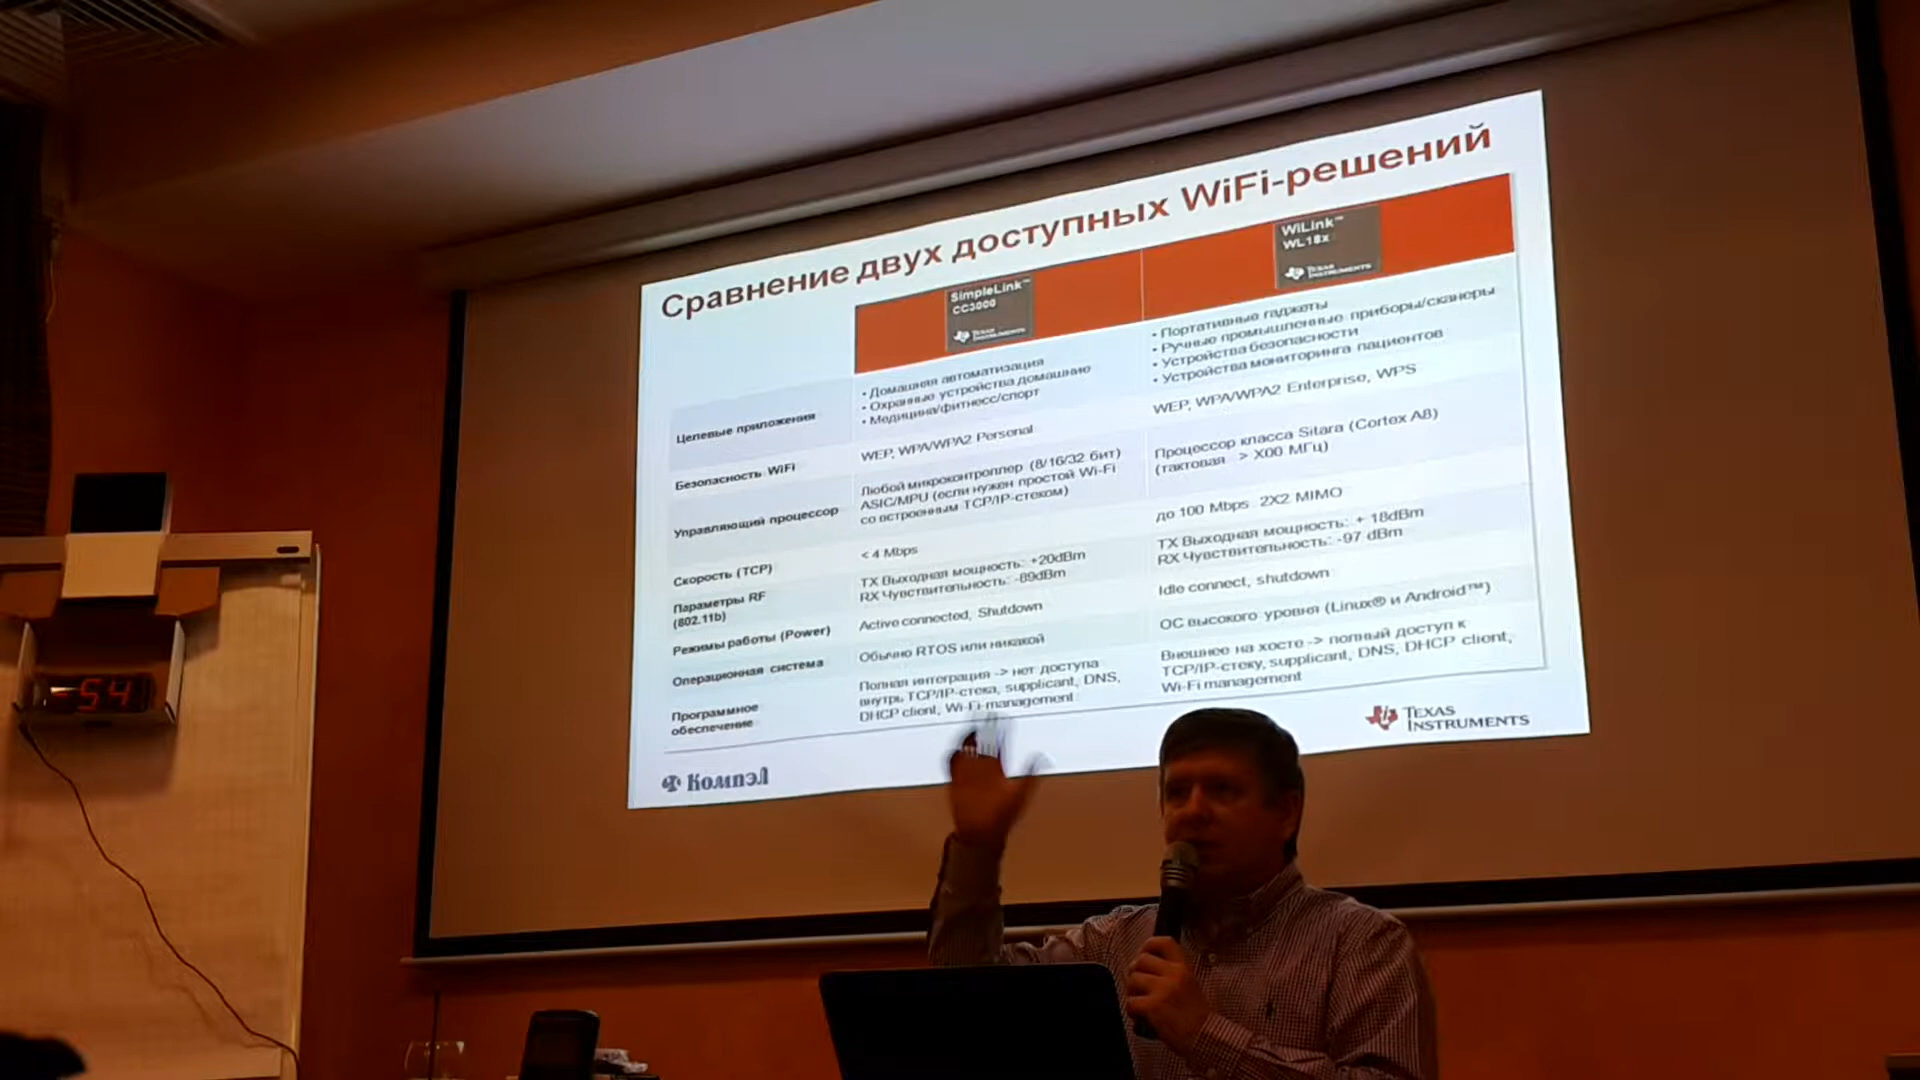 Сравнение двух доступных WiFi-решений
SimpleLink™
CC3000
TEXAS
INSTRUMENTS
WiLink™
WL18x
TEXAS
INSTRUMENTS
Целевые приложения
• Домашняя автоматизация
• Охранные устройства домашние
• Медицина/фитнесс/спорт
• Портативные гаджеты
• Ручные промышленные приборы/сканеры
• Устройства безопасности
• Устройства мониторинга пациентов
Безопасность WiFi
WEP, WPA/WPA2 Personal
WEP, WPA/WPA2 Enterprise, WPS
Управляющий процессор
Любой микроконтроллер (8/16/32 бит)
ASIC/MPU (если нужен простой Wi-Fi
со встроенным TCP/IP-стеком)
Процессор класса Sitara (Cortex A8)
(тактовая > X00 МГц)
Скорость (TCP)
< 4 Mbps
до 100 Mbps 2X2 MIMO
Параметры RF
(802.11b)
TX Выходная мощность: +20dBm
RX Чувствительность: -89dBm
TX Выходная мощность: + 18dBm
RX Чувствительность: -97 dBm
Режимы работы (Power)
Active connected, Shutdown
Idle connect, shutdown
Операционная система
Обычно RTOS или никакой
ОС высокого уровня (Linux® и Android™)
Программное
обеспечение
Полная интеграция -> нет доступа
внутрь TCP/IP-стека, supplicant, DNS,
DHCP client, Wi-Fi-management
Внешнее на хосте -> полный доступ к
TCP/IP-стеку, supplicant, DNS, DHCP client,
Wi-Fi management
Компэл
TEXAS
INSTRUMENTS
54